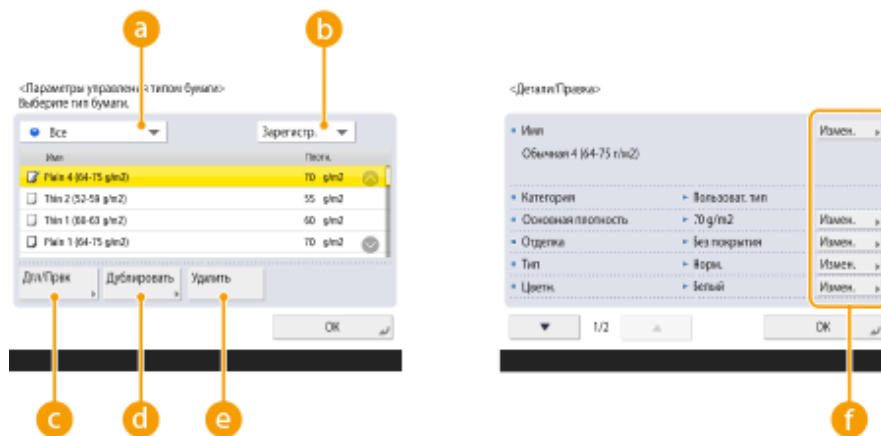 a
b
<Параметры управления типом бумаги>
Выберите тип бумаги.
Все
Зарегистр.
Имя
Плотн.
Plain 4 (64-75 g/m2) 70 g/m2
Thin 2 (52-59 g/m2) 55 g/m2
Thin 1 (60-63 g/m2) 60 g/m2
Plain 1 (64-75 g/m2) 70 g/m2
Дтл/Првк
Дублировать
Удалить
OK
c
d
e
<Детали/Правка>
Имя
Измен.
Обычная 4 (64-75 г/м2)
Категория
Пользоват. тип
Основная плотность
70 g/m2
Измен.
Отделка
Без покрытия
Измен.
Тип
Норм.
Измен.
Цветн.
Белый
Измен.
1/2
OK
f